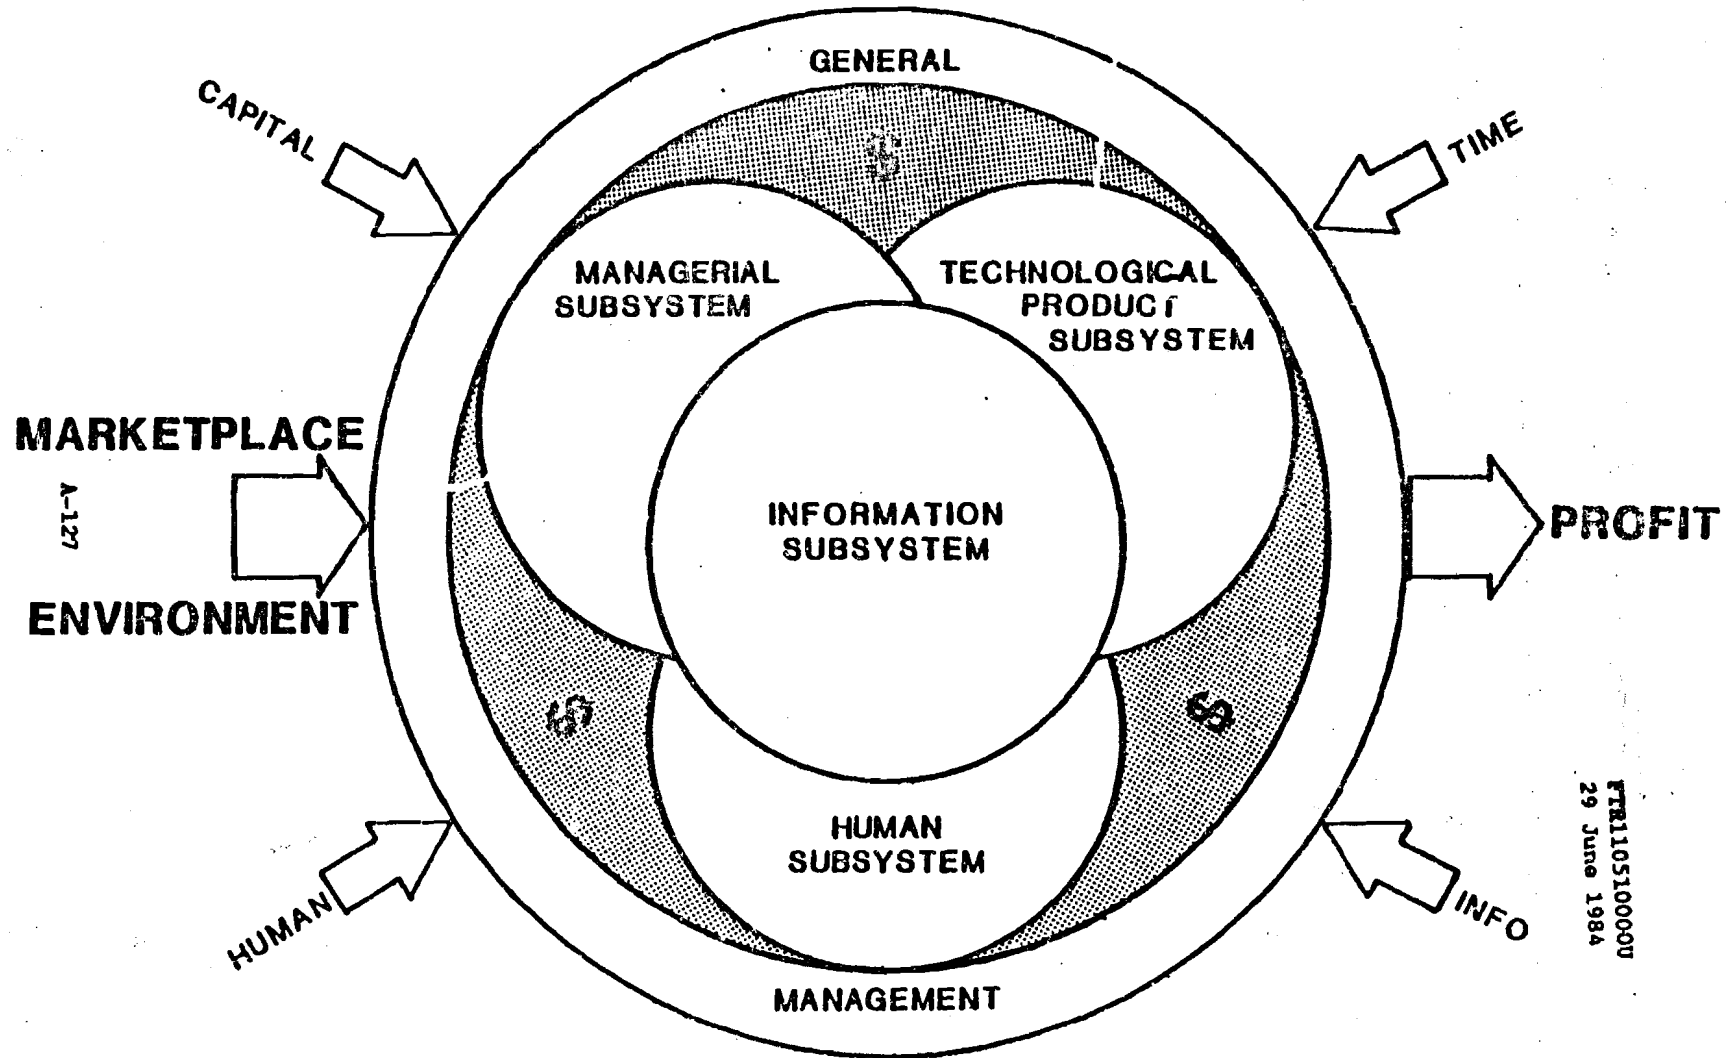 GENERAL
CAPITAL
TIME
$
MANAGERIAL
SUBSYSTEM
TECHNOLOGICAL
PRODUCT
SUBSYSTEM
MARKETPLACE
A-127
ENVIRONMENT
INFORMATION
SUBSYSTEM
PROFIT
$
$
HUMAN
SUBSYSTEM
HUMAN
INFO
MANAGEMENT
FTR110510000U
29 June 1984